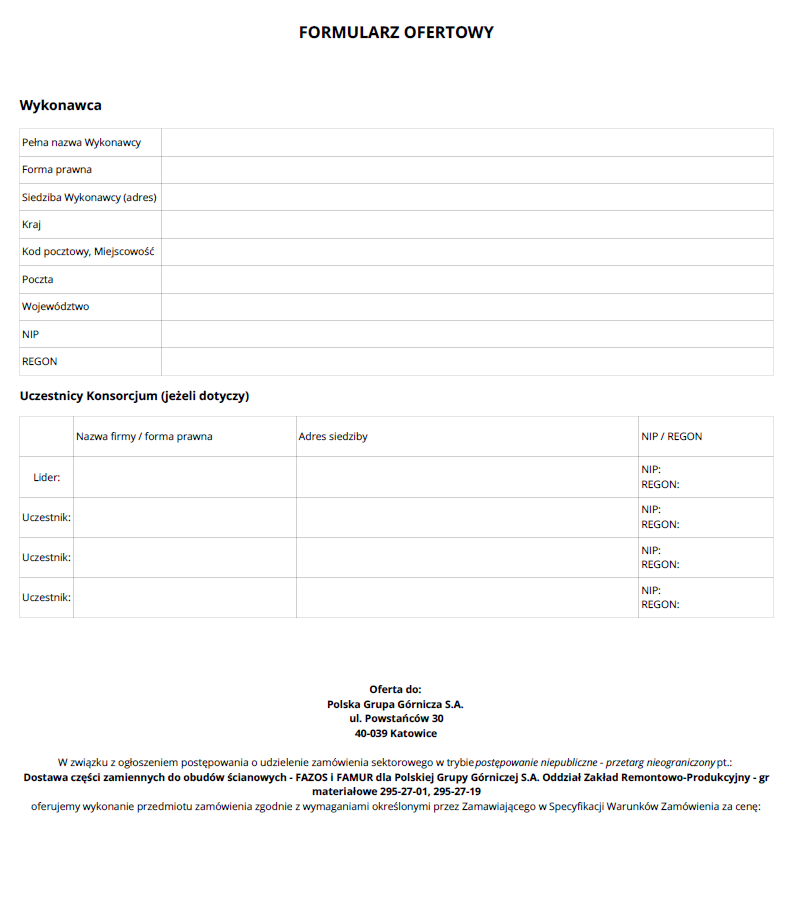 FORMULARZ OFERTOWY
Wykonawca
Pełna nazwa Wykonawcy
Forma prawna
Siedziba Wykonawcy (adres)
Kraj
Kod pocztowy, Miejscowość
Poczta
Województwo
NIP
REGON
Uczestnicy Konsorcjum (jeżeli dotyczy)
Nazwa firmy / forma prawna Adres siedziby NIP / REGON
Lider: NIP:
REGON:
Uczestnik: NIP:
REGON:
Uczestnik: NIP:
REGON:
Uczestnik: NIP:
REGON:
Oferta do:
Polska Grupa Górnicza S.A.
ul. Powstańców 30
40-039 Katowice
W związku z ogłoszeniem postępowania o udzielenie zamówienia sektorowego w trybie postępowanie niepubliczne - przetarg nieograniczony pt.:
Dostawa części zamiennych do obudów ścianowych - FAZOS i FAMUR dla Polskiej Grupy Górniczej S.A. Oddział Zakład Remontowo-Produkcyjny - gr
materiałowe 295-27-01, 295-27-19
oferujemy wykonanie przedmiotu zamówienia zgodnie z wymaganiami określonymi przez Zamawiającego w Specyfikacji Warunków Zamówienia za cenę: